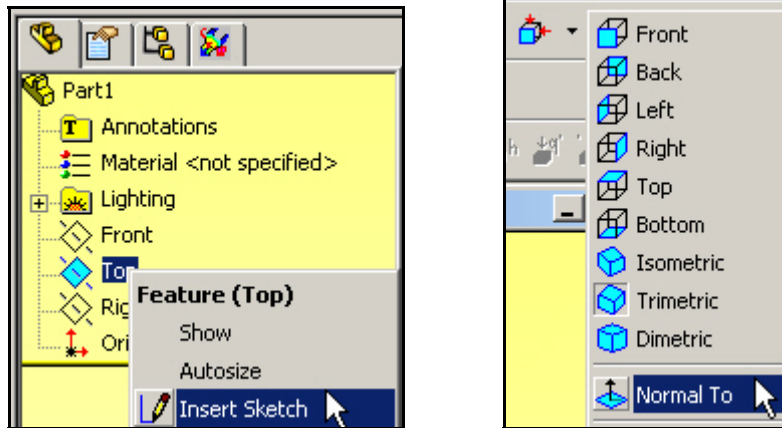 Part1
Annotations
Material <not specified>
Lighting
Front
Top
Feature (Top)
Show
Autosize
Insert Sketch
Front
Back
Left
Right
Top
Bottom
Isometric
Trimetric
Dimetric
Normal To